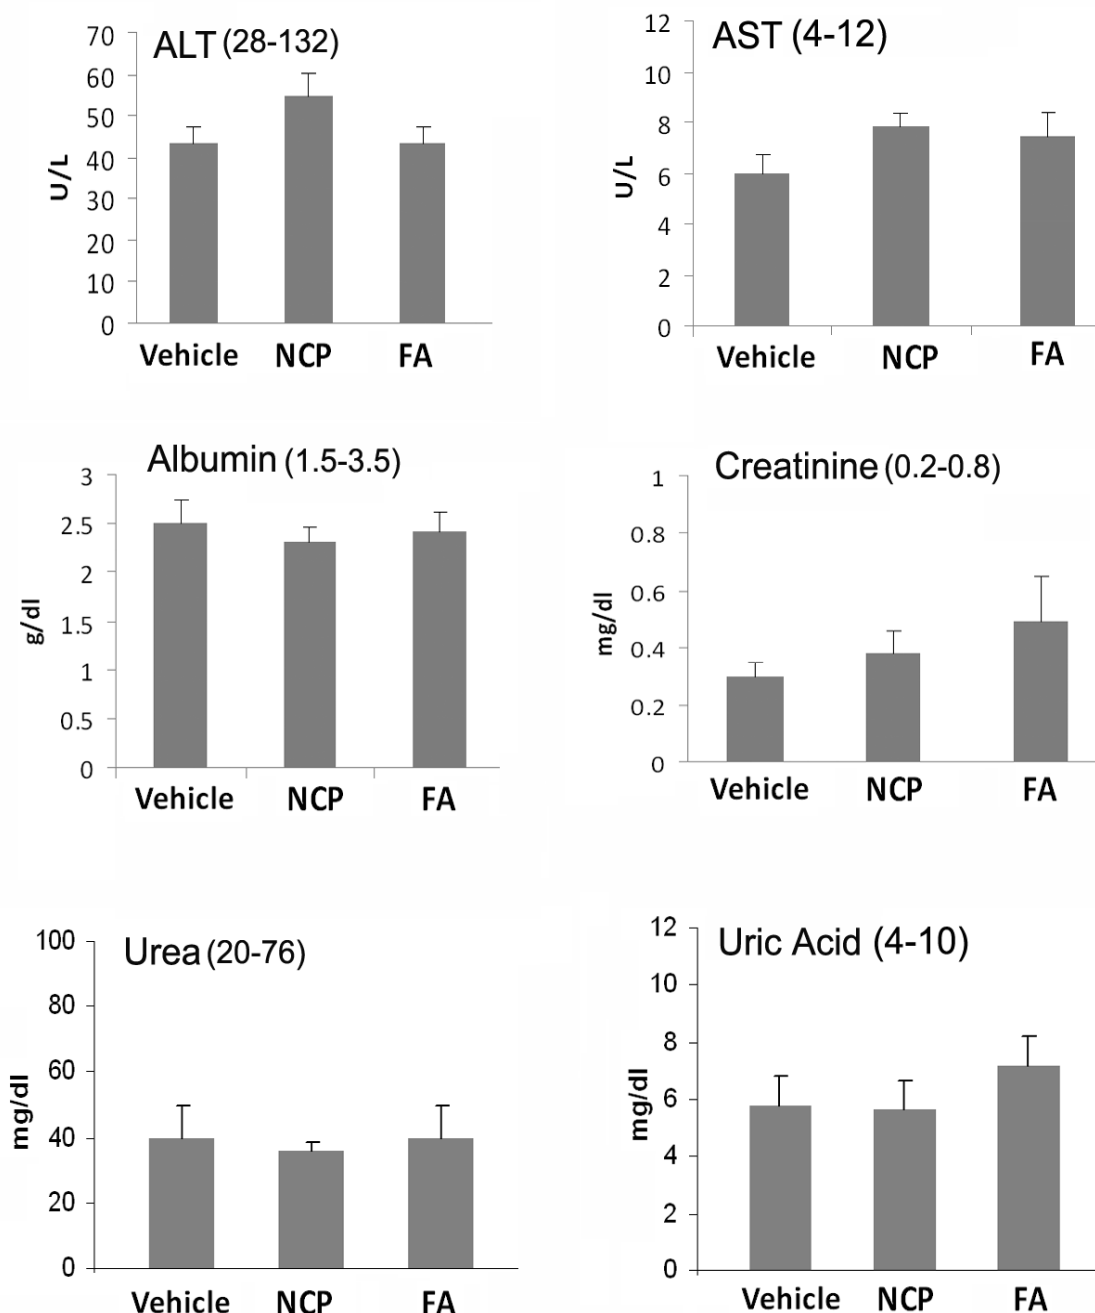 ALT (28-132)
70
60
50
40
30
20
10
0
U/L
Vehicle NCP FA
AST (4-12)
12
10
8
6
4
2
0
U/L
Vehicle NCP FA
Albumin (1.5-3.5)
3
2.5
2
1.5
1
0.5
0
g/dl
Vehicle NCP FA
Creatinine (0.2-0.8)
1
0.8
0.6
0.4
0.2
0
mg/dl
Vehicle NCP FA
Urea (20-76)
100
80
60
40
20
0
mg/dl
Vehicle NCP FA
Uric Acid (4-10)
12
10
8
6
4
2
0
mg/dl
Vehicle NCP FA